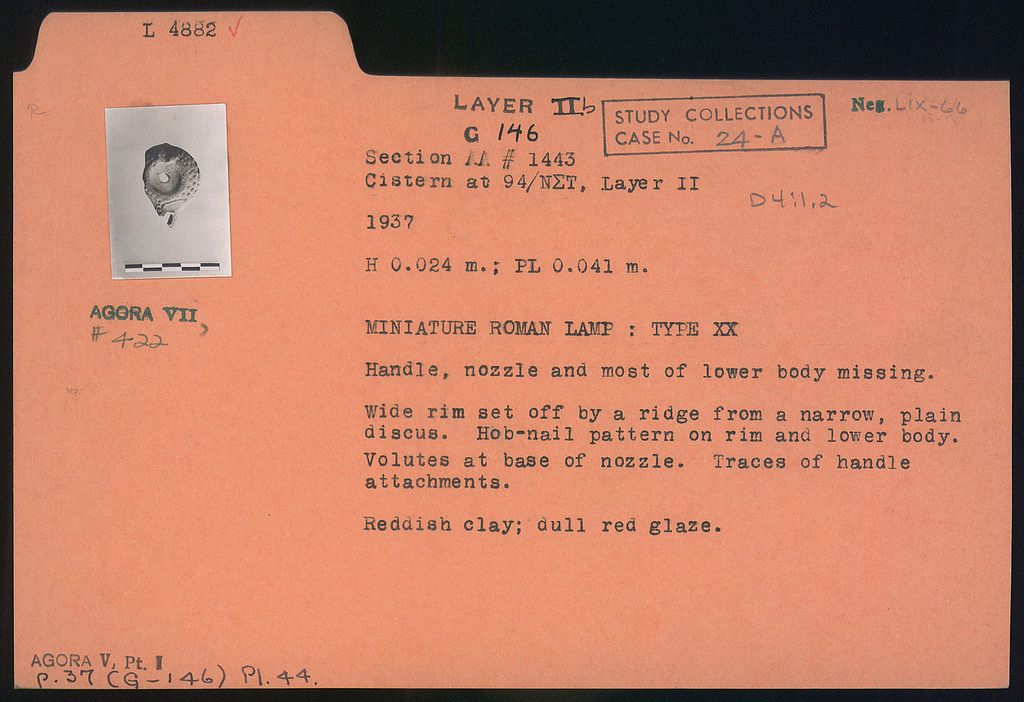 L 4882 ✓
R
LAYER IIb
G 146
STUDY COLLECTIONS
CASE No. 24-A
Neg. LIX-66
Section ΛΛ # 1443
Cistern at 94/ΝΣΤ, Layer II
D 4:1.2
1937
H 0.024 m.; PL 0.041 m.
AGORA VII,
# 422
MINIATURE ROMAN LAMP : TYPE XX
Handle, nozzle and most of lower body missing.
Wide rim set off by a ridge from a narrow, plain
discus. Hob-nail pattern on rim and lower body.
Volutes at base of nozzle. Traces of handle
attachments.
Reddish clay; dull red glaze.
AGORA V, Pt. I
p. 37 (G-146) Pl. 44.